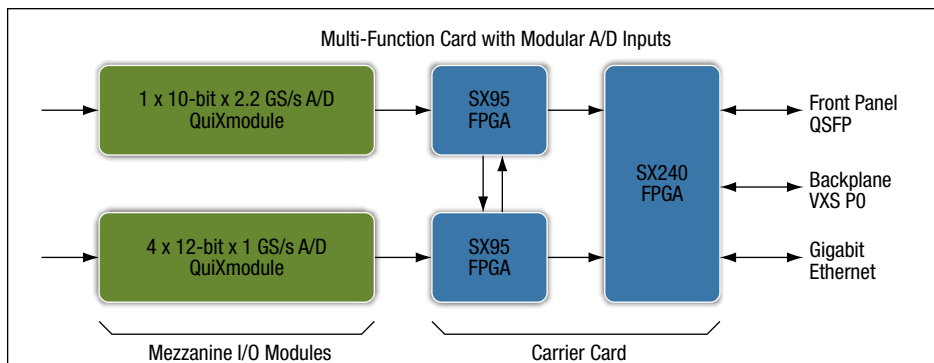 Multi-Function Card with Modular A/D Inputs
1 x 10-bit x 2.2 GS/s A/D
QuiXmodule
SX95
FPGA
Front Panel
QSFP
SX240
FPGA
Backplane
VXS P0
4 x 12-bit x 1 GS/s A/D
QuiXmodule
SX95
FPGA
Gigabit
Ethernet
Mezzanine I/O Modules
Carrier Card